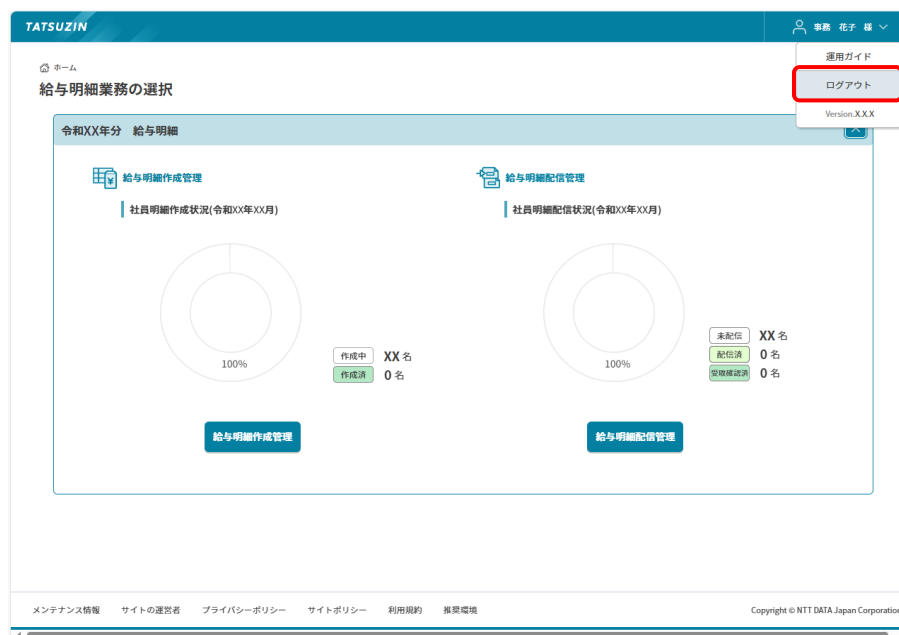 TATSUZIN
事務 花子 様
運用ガイド
ログアウト
Version.X.X.X
ホーム
給与明細業務の選択
令和XX年分 給与明細
給与明細作成管理
社員明細作成状況(令和XX年XX月)
100%
作成中 XX 名
作成済 0 名
給与明細作成管理
給与明細配信管理
社員明細配信状況(令和XX年XX月)
100%
未配信 XX 名
配信済 0 名
受取確認済 0 名
給与明細配信管理
メンテナンス情報 サイトの運営者 プライバシーポリシー サイトポリシー 利用規約 推奨環境
Copyright © NTT DATA Japan Corporation